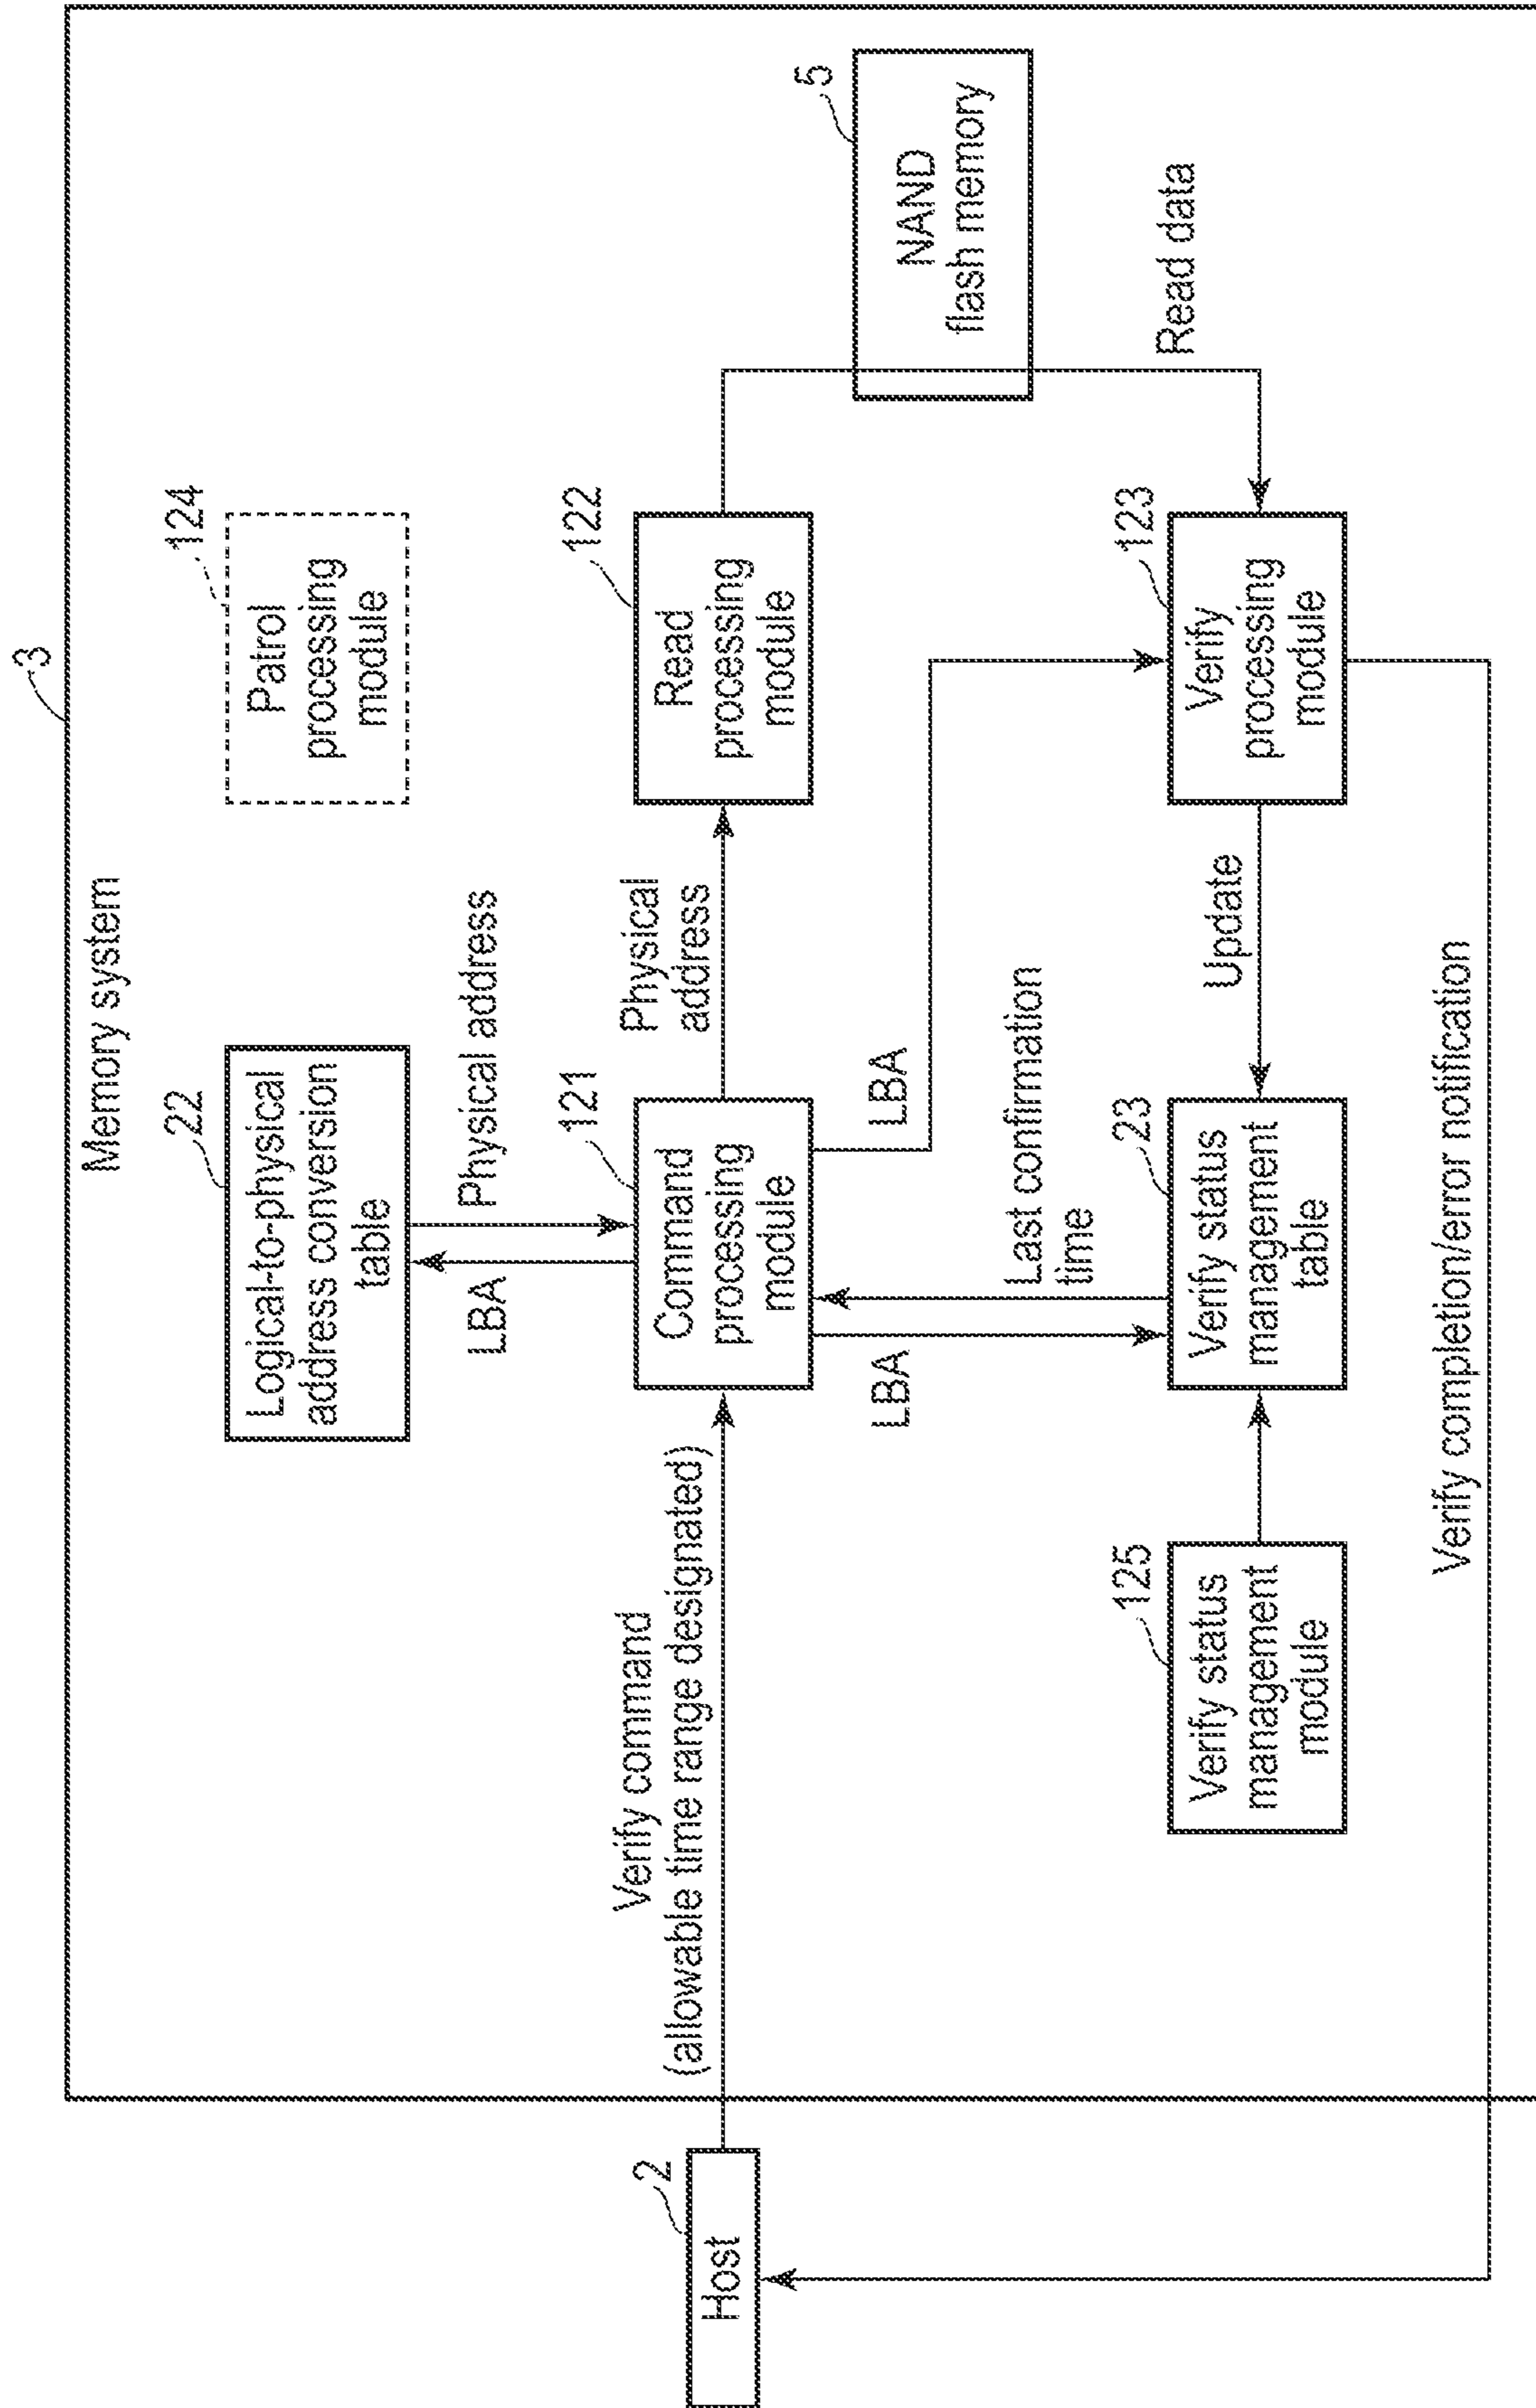 3
Memory system
22
Logical-to-physical
address conversion
table
124
Patrol
processing
module
LBA
Physical address
2
Host
Verify command
(allowable time range designated)
121
Command
processing
module
Physical
address
122
Read
processing
module
5
NAND
flash memory
LBA
Last confirmation
time
LBA
Read data
125
Verify status
management
module
23
Verify status
management
table
Update
123
Verify
processing
module
Verify completion/error notification